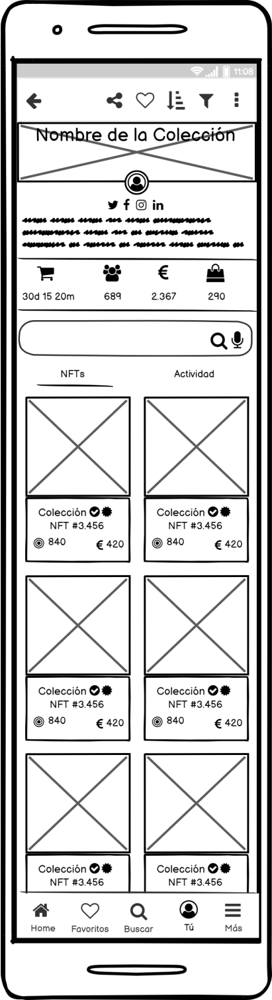 11:08
Nombre de la Colección
30d 15 20m 689 2.367 290
NFTs Actividad
Colección Colección
NFT #3.456 NFT #3.456
840 € 420 840 € 420
Colección Colección
NFT #3.456 NFT #3.456
840 € 420 840 € 420
Colección Colección
NFT #3.456 NFT #3.456
Home Favoritos Buscar Tú Más